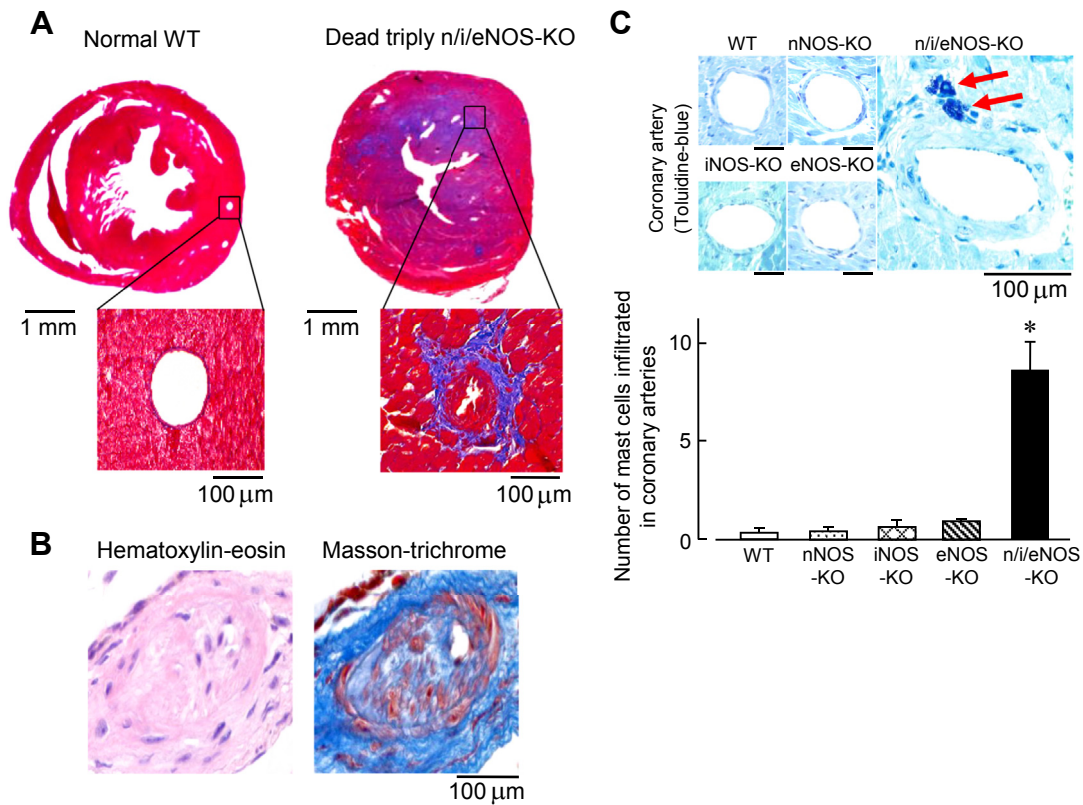 A
Normal WT
Dead triply n/i/eNOS-KO
1 mm
1 mm
100 μm
100 μm
B
Hematoxylin-eosin
Masson-trichrome
100 μm
C
WT
nNOS-KO
n/i/eNOS-KO
iNOS-KO
eNOS-KO
Coronary artery
(Toluidine-blue)
100 μm
Number of mast cells infiltrated
in coronary arteries
10
5
0
*
WT
nNOS
-KO
iNOS
-KO
eNOS
-KO
n/i/eNOS
-KO